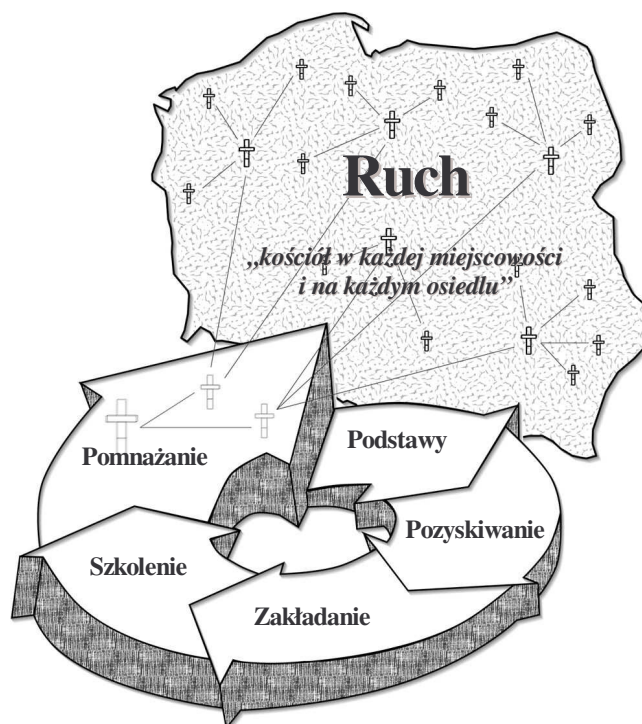 Ruch
„kościół w każdej miejscowości
i na każdym osiedlu”
Podstawy
Pomnażanie
Pozyskiwanie
Szkolenie
Zakładanie